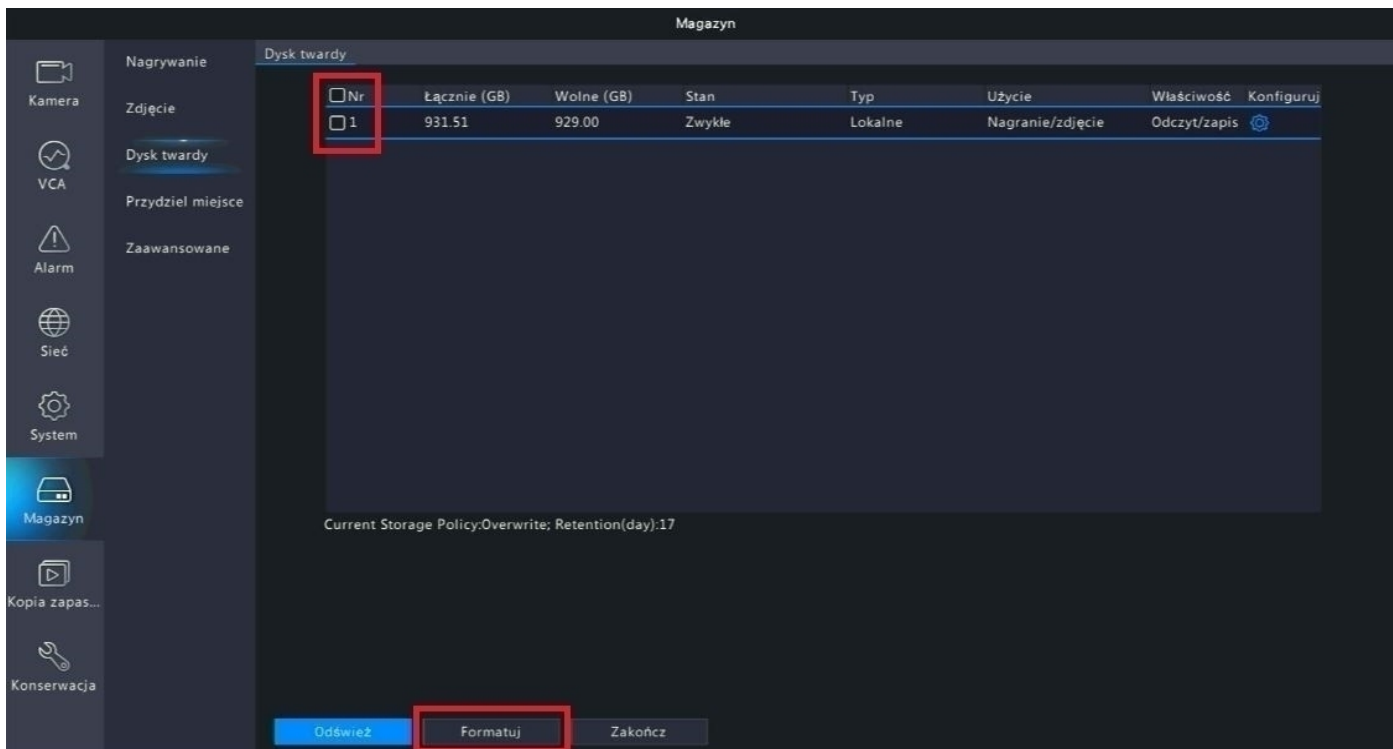 Magazyn
Kamera
VCA
Alarm
Sieć
System
Magazyn
Kopia zapas...
Konserwacja
Nagrywanie
Zdjęcie
Dysk twardy
Przydziel miejsce
Zaawansowane
Dysk twardy
Nr Łącznie (GB) Wolne (GB) Stan Typ Użycie Właściwość Konfiguruj
1 931.51 929.00 Zwykłe Lokalne Nagranie/zdjęcie Odczyt/zapis
Current Storage Policy:Overwrite; Retention(day):17
Odśwież Formatuj Zakończ